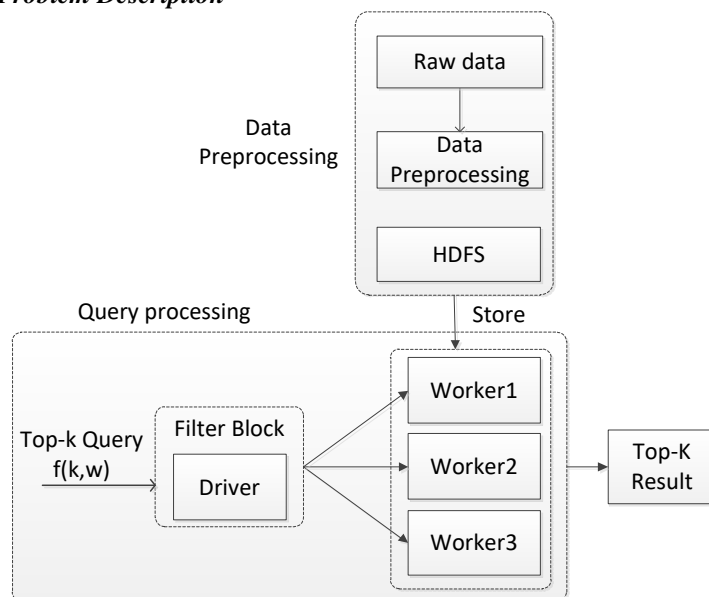 Problem Description
Raw data
Data
Preprocessing
Data
Preprocessing
HDFS
Query processing
Store
Worker1
Top-k Query
f(k,w)
Filter Block
Driver
Worker2
Worker3
Top-K
Result